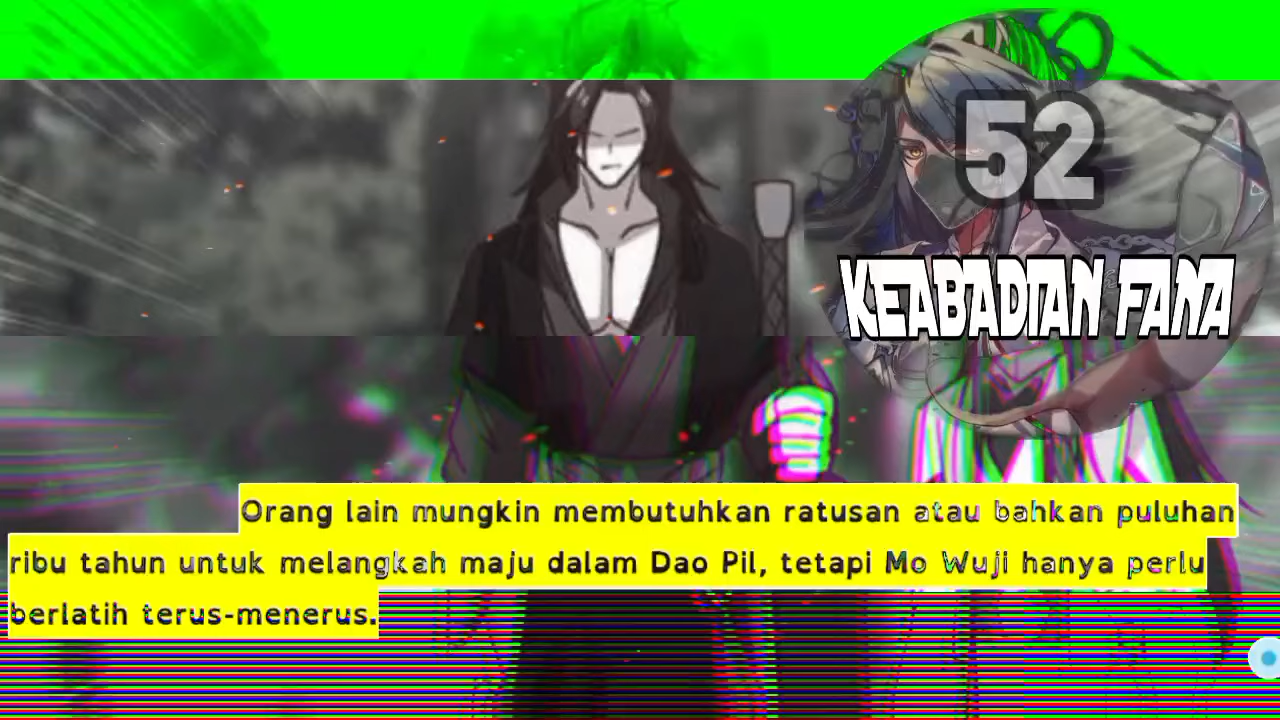 52
KEABADIAN FANA
Orang lain mungkin membutuhkan ratusan atau bahkan puluhan
ribu tahun untuk melangkah maju dalam Dao Pil, tetapi Mo Wuji hanya perlu
berlatih terus-menerus.